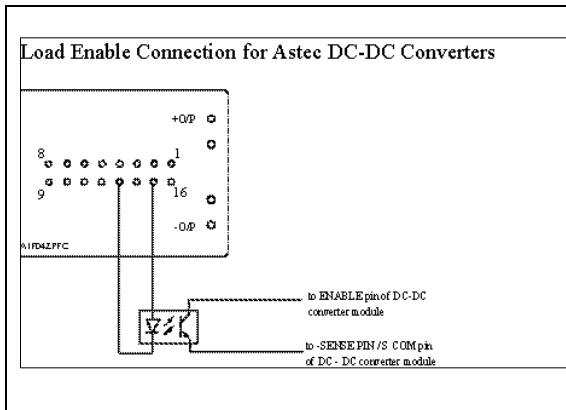 Load Enable Connection for Astec DC-DC Converters
+O/P
8
1
9
16
-O/P
AIF04ZPFC
to ENABLE pin of DC-DC
converter module
to -SENSE PIN /S COM pin
of DC - DC converter module